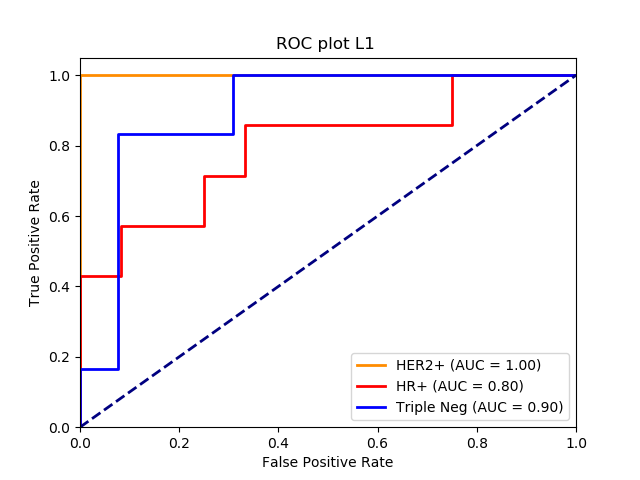 ROC plot L1
True Positive Rate
1.0
0.8
0.6
0.4
0.2
0.0
HER2+ (AUC = 1.00)
HR+ (AUC = 0.80)
Triple Neg (AUC = 0.90)
0.0 0.2 0.4 0.6 0.8 1.0
False Positive Rate